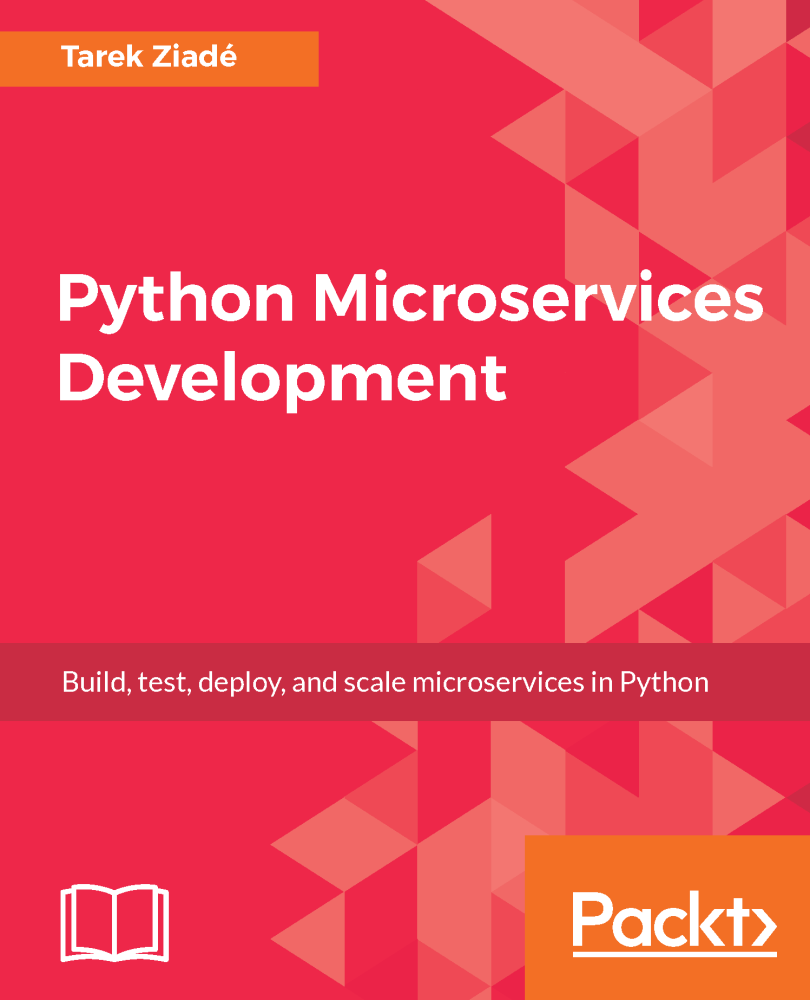 Tarek Ziadé
Python Microservices
Development
Build, test, deploy, and scale microservices in Python
Packt>